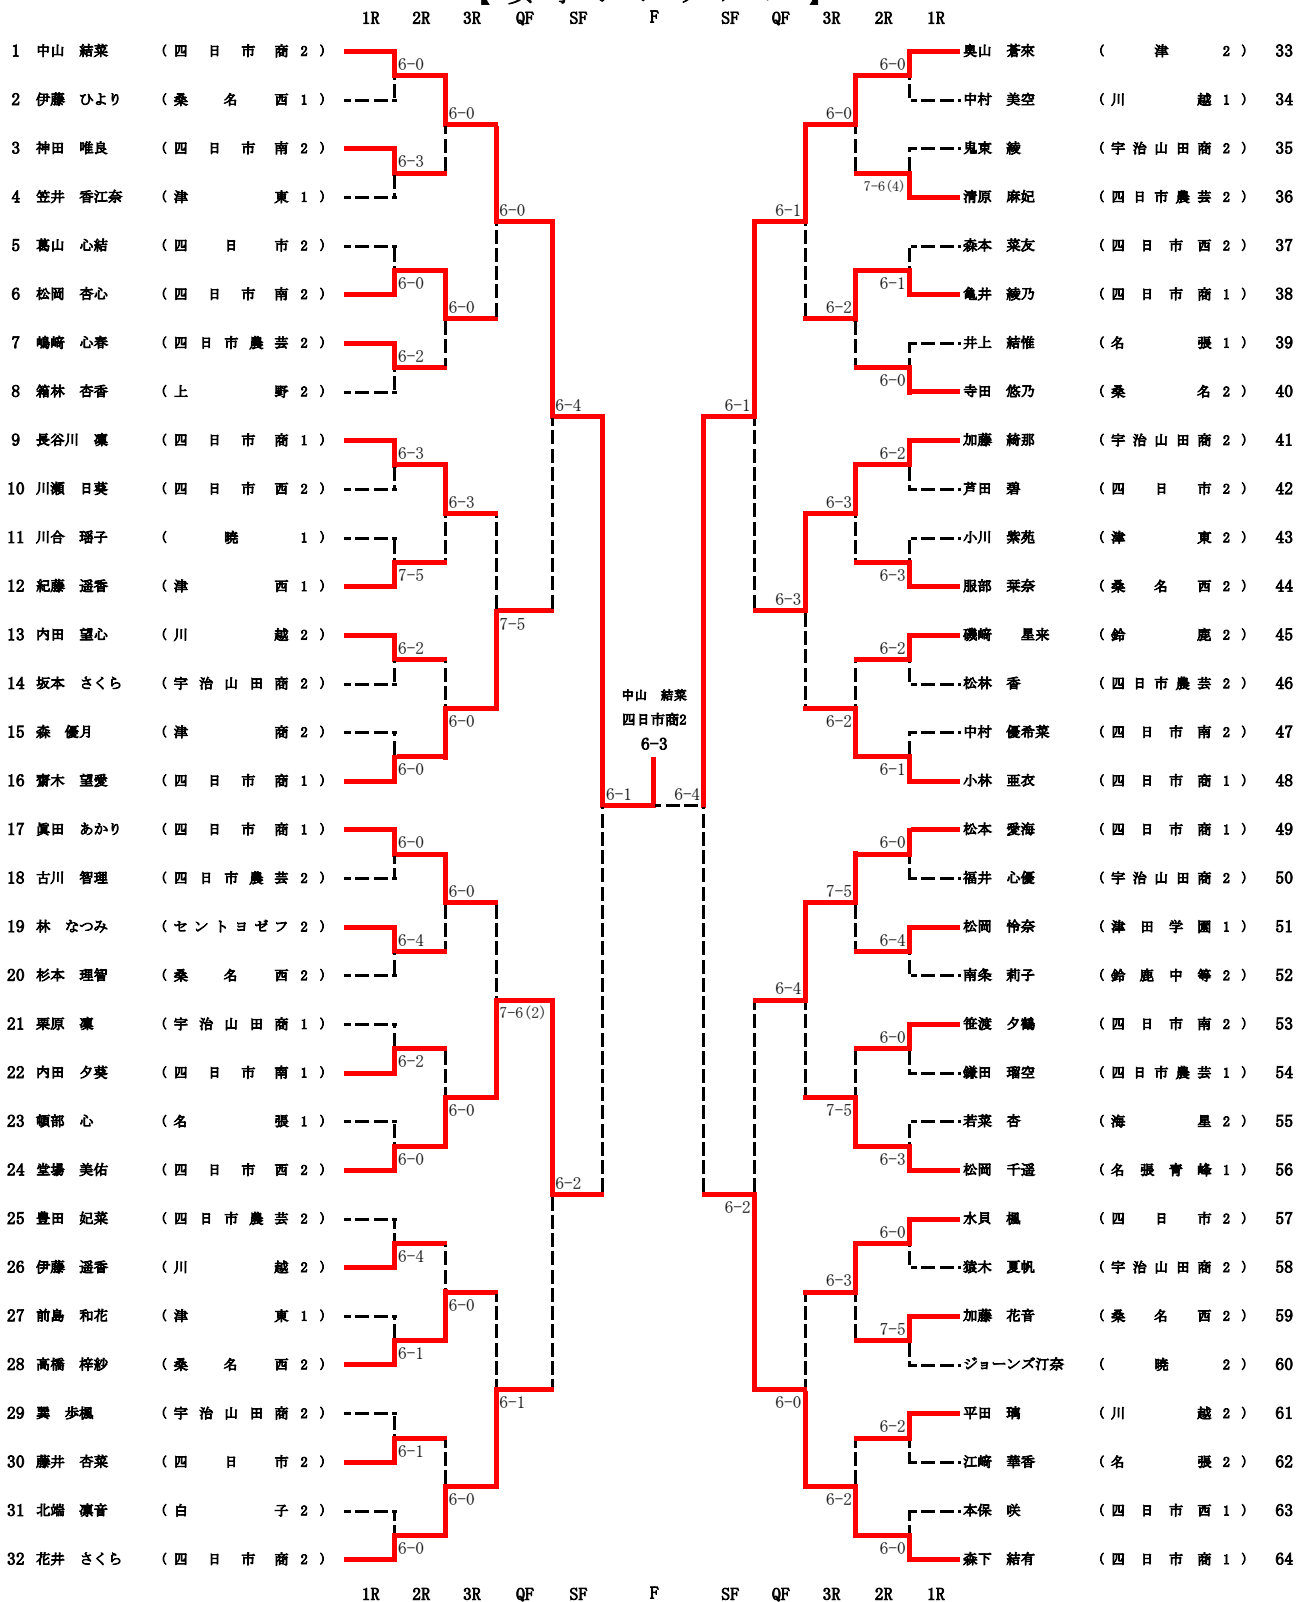 1R 2R 3R QF SF F SF QF 3R 2R 1R
1 中山 結菜 (四日市商2) 奥山 蒼來 (津2) 33
6-0 6-0
2 伊藤 ひより (桑名西1) 中村 美空 (川越1) 34
6-0 6-0
3 神田 唯良 (四日市南2) 鬼東 綾 (宇治山田商2) 35
6-3 7-6(4)
4 笠井 香江奈 (津東1) 清原 麻妃 (四日市農芸2) 36
6-0 6-1
5 葛山 心結 (四日市2) 森本 菜友 (四日市西2) 37
6-0 6-1
6 松岡 杏心 (四日市南2) 亀井 綾乃 (四日市商1) 38
6-0 6-2
7 嶋﨑 心春 (四日市農芸2) 井上 結惟 (名張1) 39
6-2 6-0
8 箱林 杏香 (上野2) 寺田 悠乃 (桑名2) 40
6-4 6-1
9 長谷川 凜 (四日市商1) 加藤 綺那 (宇治山田商2) 41
6-3 6-2
10 川瀬 日葵 (四日市西2) 芦田 碧 (四日市2) 42
6-3 6-3
11 川合 瑶子 (暁1) 小川 紫苑 (津東2) 43
7-5 6-3
12 紀藤 遥香 (津西1) 服部 栞奈 (桑名西2) 44
7-5 6-3
13 内田 望心 (川越2) 磯﨑 星来 (鈴鹿2) 45
6-2 6-2
14 坂本 さくら (宇治山田商2) 松林 香 (四日市農芸2) 46
中山 結菜
四日市商2
6-0 6-2
15 森 優月 (津商2) 中村 優希菜 (四日市南2) 47
6-3
6-0 6-1
16 齋木 望愛 (四日市商1) 小林 亜衣 (四日市商1) 48
6-1 6-4
17 眞田 あかり (四日市商1) 松本 愛海 (四日市商1) 49
6-0 6-0
18 古川 智理 (四日市農芸2) 福井 心優 (宇治山田商2) 50
6-0 7-5
19 林 なつみ (セントヨゼフ2) 松岡 怜奈 (津田学園1) 51
6-4 6-4
20 杉本 理智 (桑名西2) 南条 莉子 (鈴鹿中等2) 52
7-6(2) 6-4
21 栗原 凜 (宇治山田商1) 笹渡 夕鶴 (四日市南2) 53
6-2 6-0
22 内田 夕葵 (四日市南1) 鎌田 瑠空 (四日市農芸1) 54
6-0 7-5
23 顎部 心 (名張1) 若菜 杏 (海星2) 55
6-0 6-3
24 堂場 美佑 (四日市西2) 松岡 千遥 (名張青峰1) 56
6-2 6-2
25 豊田 妃菜 (四日市農芸2) 水貝 楓 (四日市2) 57
6-4 6-0
26 伊藤 遥香 (川越2) 猿木 夏帆 (宇治山田商2) 58
6-0 6-3
27 前島 和花 (津東1) 加藤 花音 (桑名西2) 59
6-1 7-5
28 高橋 梓紗 (桑名西2) ジョーンズ汀奈 (暁2) 60
6-1 6-0
29 巽 歩楓 (宇治山田商2) 平田 璃 (川越2) 61
6-1 6-2
30 藤井 杏菜 (四日市2) 江﨑 華香 (名張2) 62
6-0 6-2
31 北端 凛音 (白子2) 本保 咲 (四日市西1) 63
6-0 6-0
32 花井 さくら (四日市商2) 森下 結有 (四日市商1) 64
1R 2R 3R QF SF F SF QF 3R 2R 1R